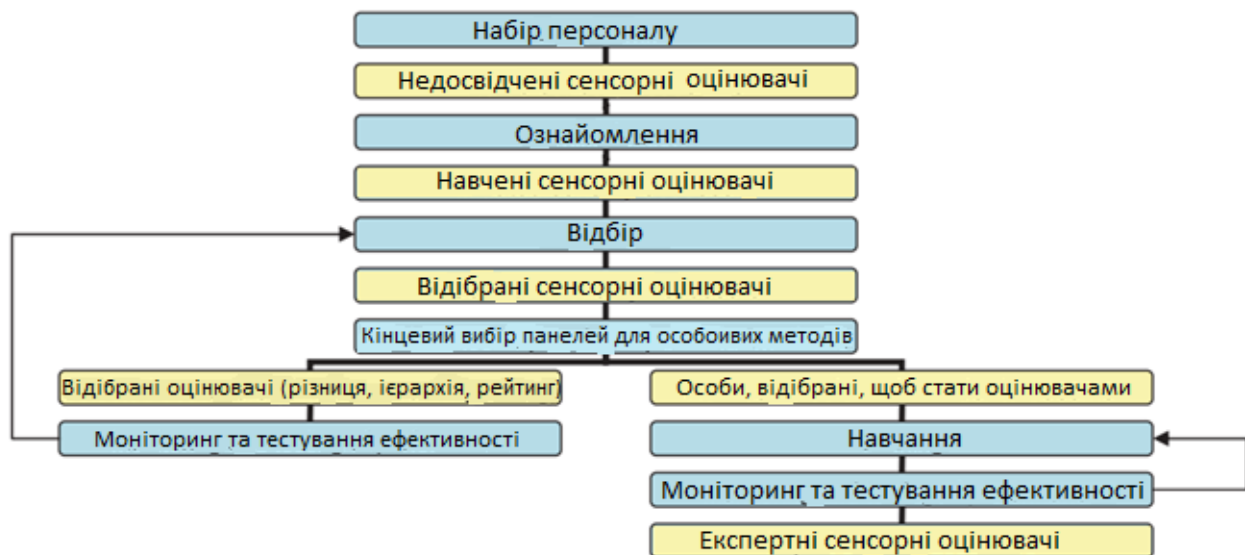 Набір персоналу
Недосвідчені сенсорні оцінювачі
Ознайомлення
Навчені сенсорні оцінювачі
Відбір
Відібрані сенсорні оцінювачі
Кінцевий вибір панелей для особоивих методів
Відібрані оцінювачі (різниця, ієрархія, рейтинг)
Особи, відібрані, щоб стати оцінювачами
Моніторинг та тестування ефективності
Навчання
Моніторинг та тестування ефективності
Експертні сенсорні оцінювачі